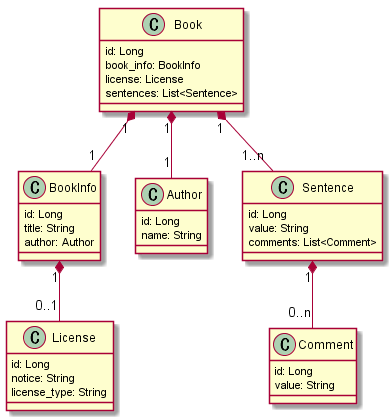 C Book
id: Long
book_info: BookInfo
license: License
sentences: List<Sentence>
1 1 1
1 1 1..n
C BookInfo
id: Long
title: String
author: Author
C Author
id: Long
name: String
C Sentence
id: Long
value: String
comments: List<Comment>
1 1
0..1 0..n
C License
id: Long
notice: String
license_type: String
C Comment
id: Long
value: String